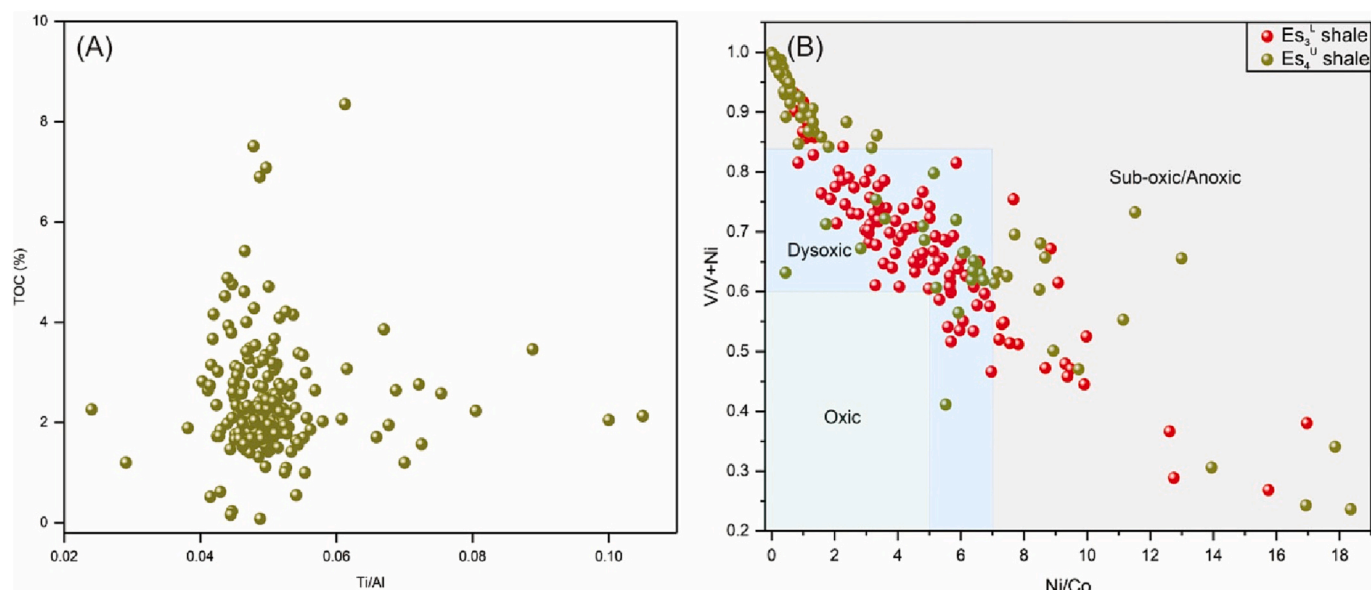 (A)
10
8
6
4
2
0
TOC (%)
0.02 0.04 0.06 0.08 0.10
Ti/Al
(B)
Es₃ᴸ shale
Es₄ᵁ shale
1.0
0.9
0.8
0.7
0.6
0.5
0.4
0.3
0.2
V/V+Ni
Sub-oxic/Anoxic
Dysoxic
Oxic
0 2 4 6 8 10 12 14 16 18
Ni/Co